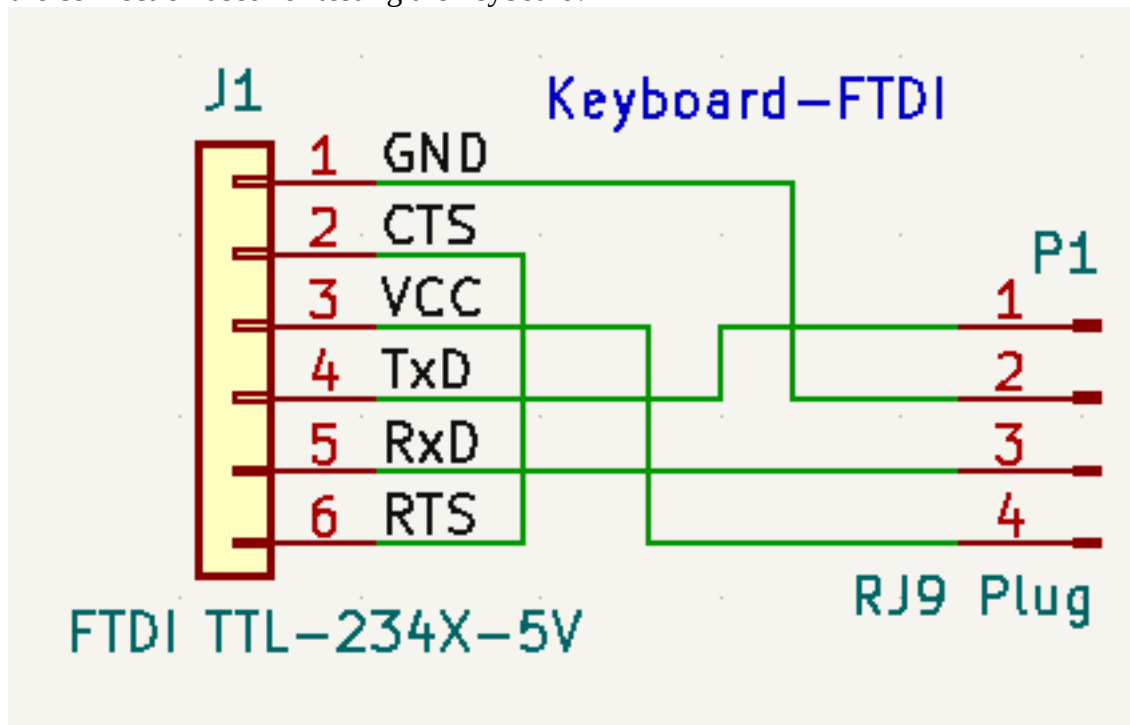 J1
Keyboard-FTDI
1 GND
2 CTS
3 VCC
4 TxD
5 RxD
6 RTS
P1
1
2
3
4
RJ9 Plug
FTDI TTL-234X-5V